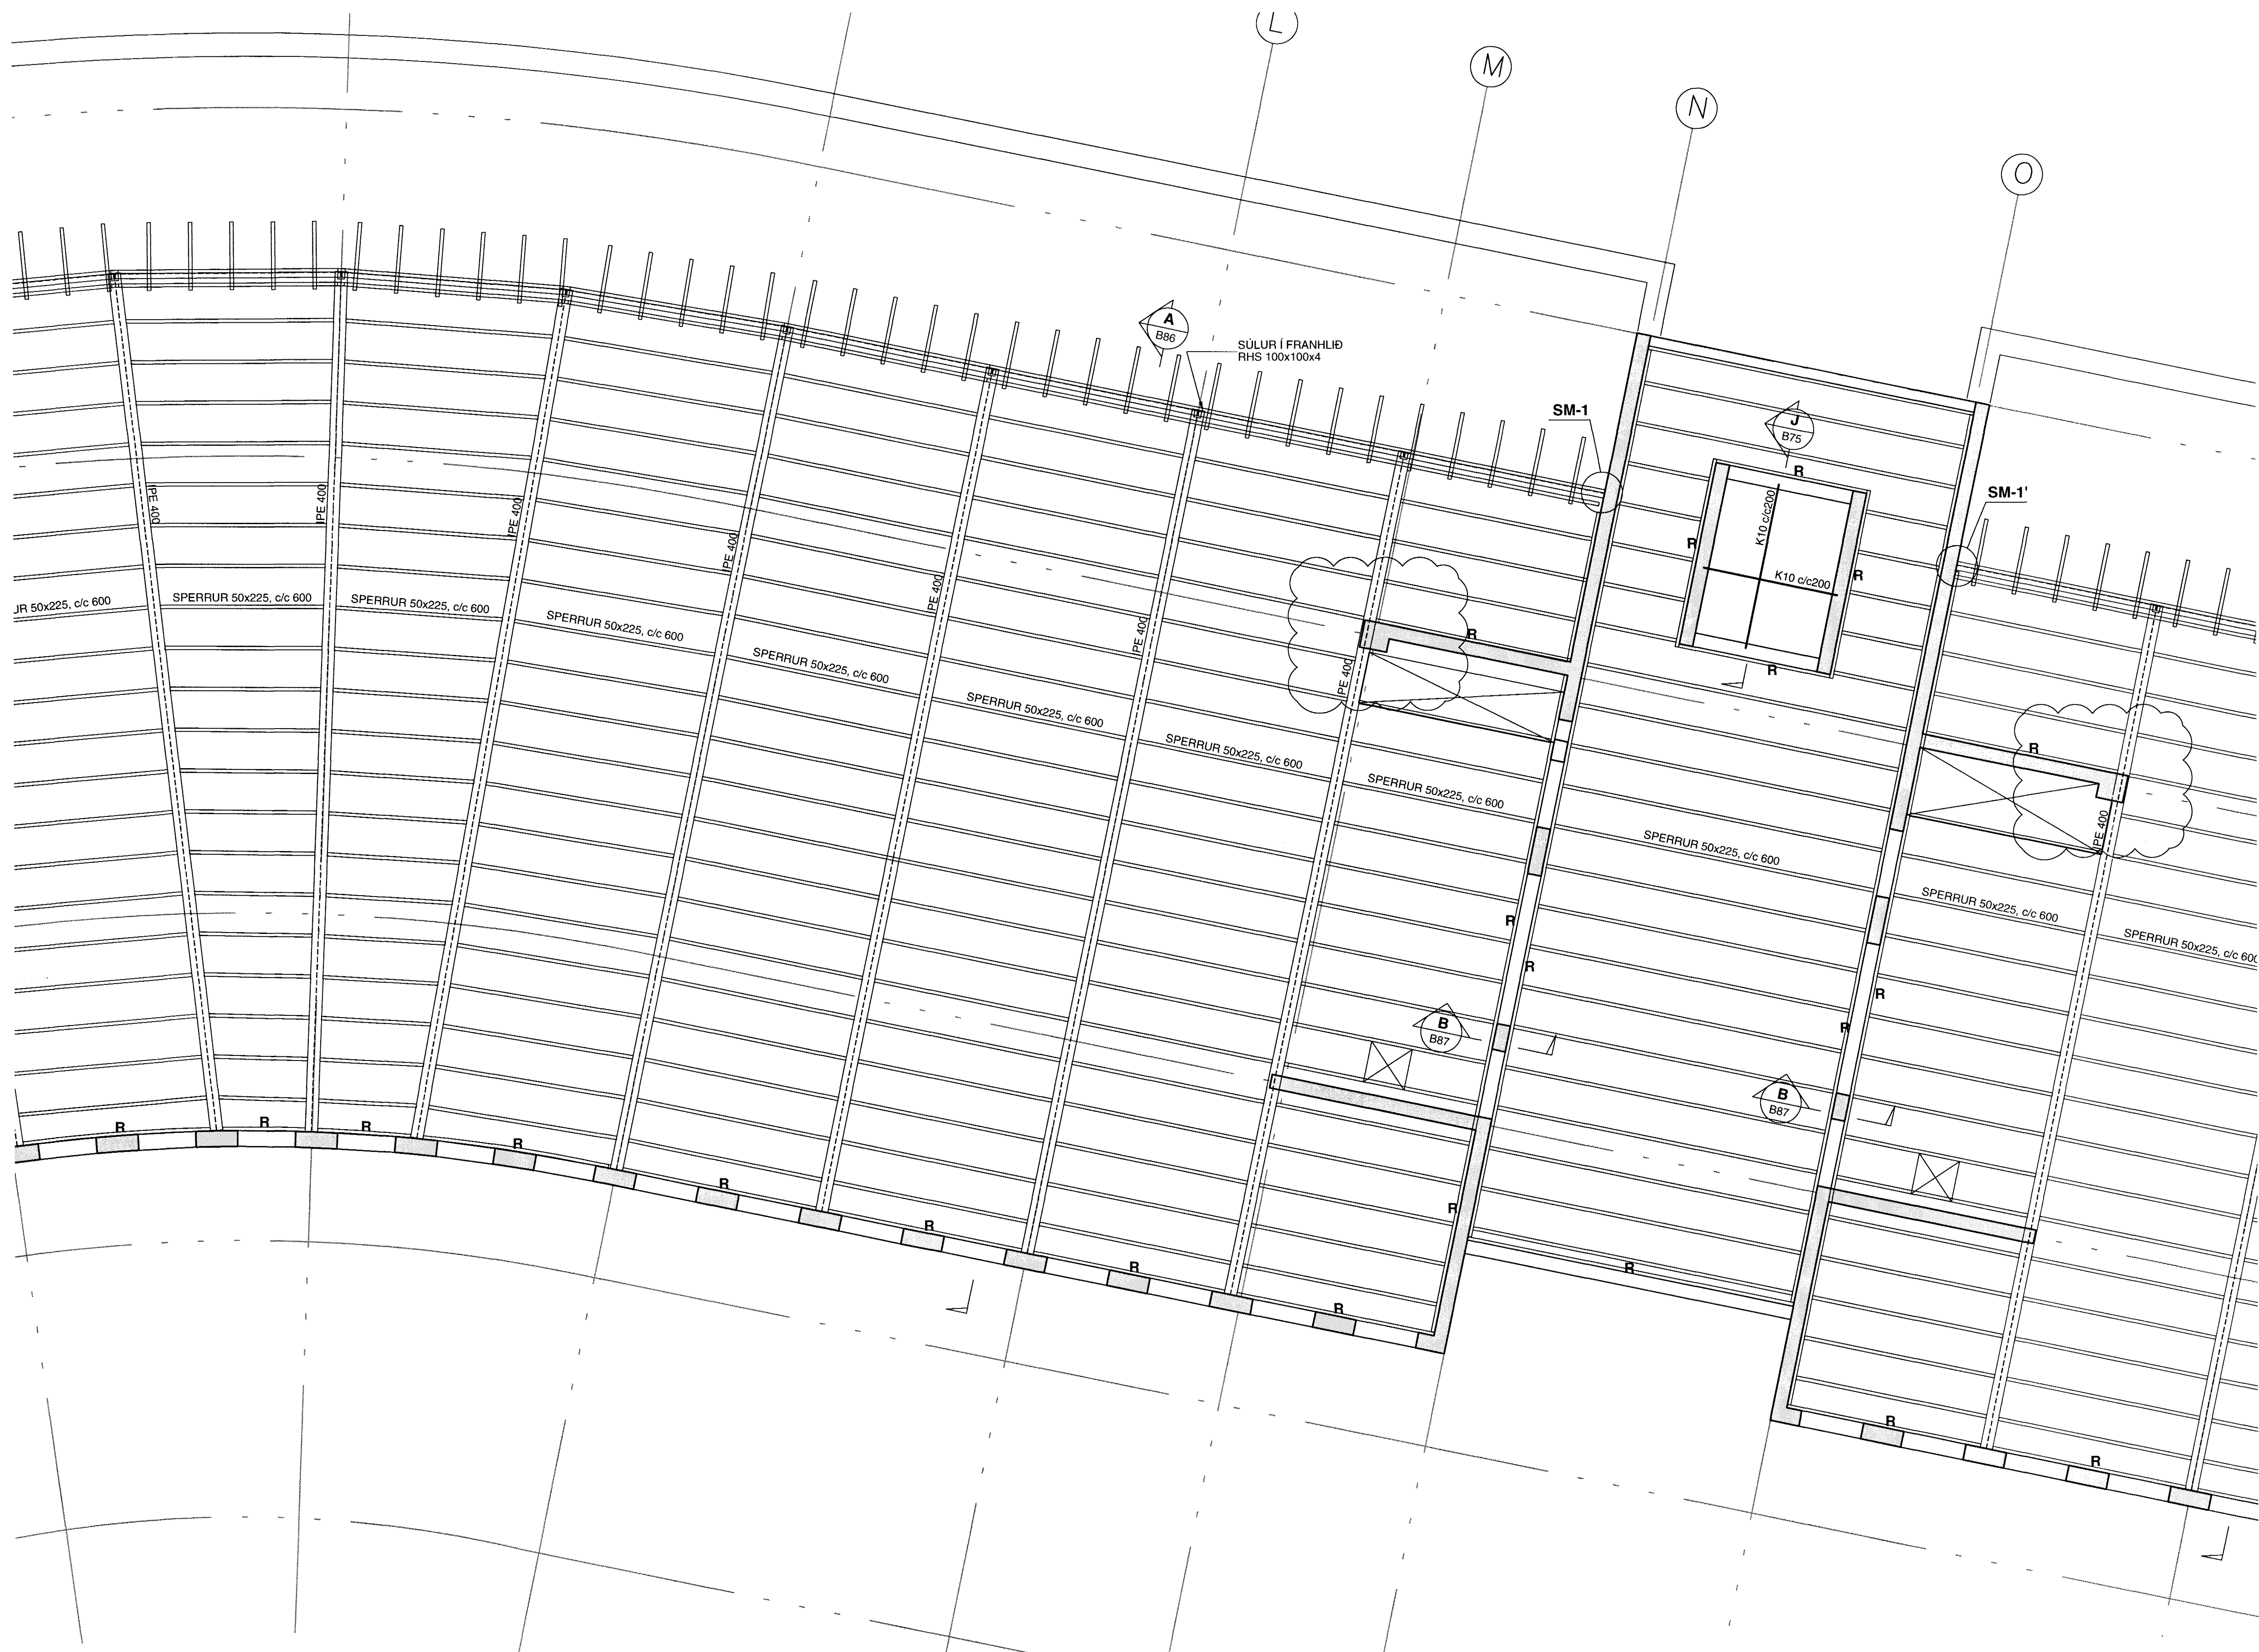 L
M
N
O
A
B86
SÚLUR Í FRANHLIÐ
RHS 100x100x4
SM-1
J
B75
R
K10 c/c200
K10 c/c200
R
R
R
SM-1'
IPE 400
IPE 400
IPE 400
IPE 400
IPE 400
IPE 400
IPE 400
IPE 400
UR 50x225, c/c 600
SPERRUR 50x225, c/c 600
SPERRUR 50x225, c/c 600
SPERRUR 50x225, c/c 600
SPERRUR 50x225, c/c 600
SPERRUR 50x225, c/c 600
SPERRUR 50x225, c/c 600
SPERRUR 50x225, c/c 600
SPERRUR 50x225, c/c 600
SPERRUR 50x225, c/c 600
SPERRUR 50x225, c/c 600
R
R
R
R
R
R
B
B87
B
B87
R
R
R
R
R
R
R
R
R
R
R
R
R